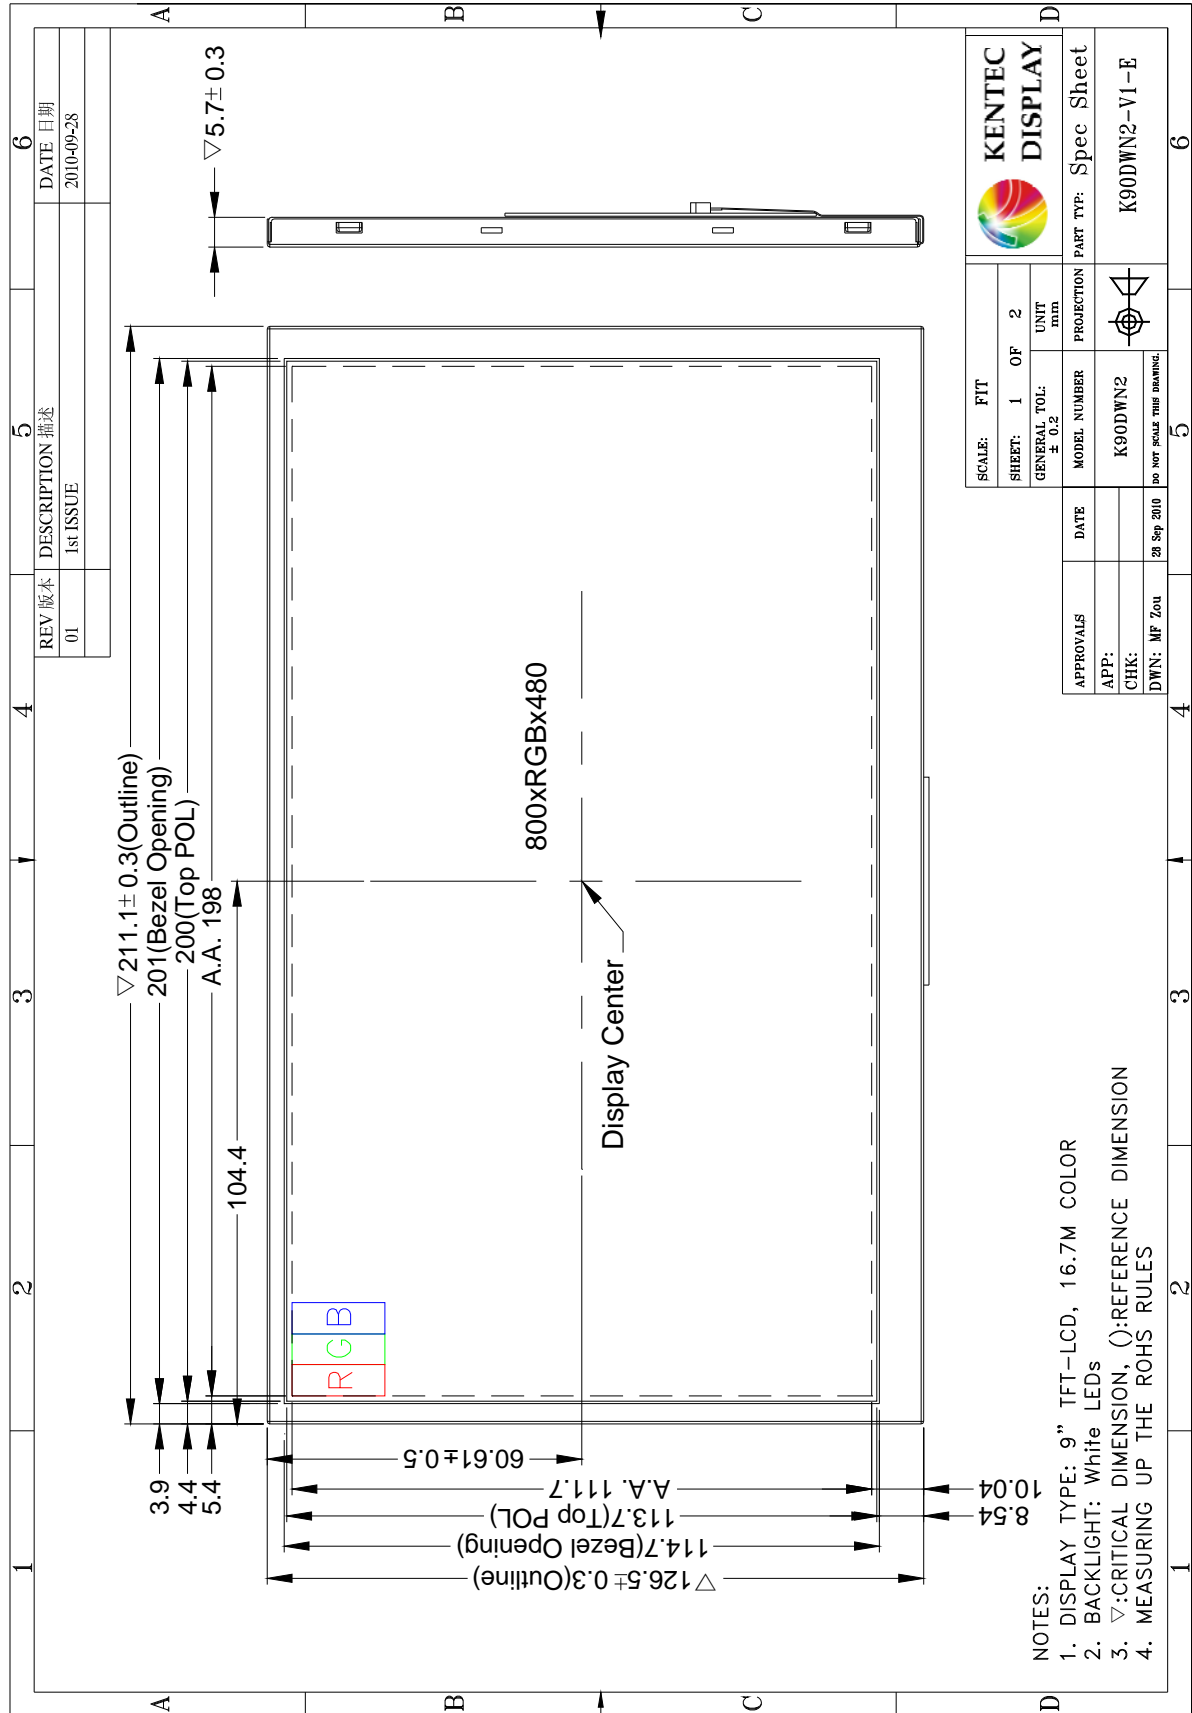 6 5 4 3 2 1
A
B
C
D
REV 版本 DESCRIPTION 描述 DATE 日期
01 1st ISSUE 2010-09-28
▽211.1±0.3(Outline)
201(Bezel Opening)
200(Top POL)
A.A. 198
104.4
3.9
4.4
5.4
▽5.7±0.3
R G B
800xRGBx480
Display Center
60.61±0.5
A.A. 111.7
113.7(Top POL)
114.7(Bezel Opening)
▽126.5±0.3(Outline)
10.04
8.54
NOTES:
1. DISPLAY TYPE: 9" TFT-LCD, 16.7M COLOR
2. BACKLIGHT: White LEDs
3. ▽:CRITICAL DIMENSION, ():REFERENCE DIMENSION
4. MEASURING UP THE ROHS RULES
SCALE: FIT
SHEET: 1 OF 2
GENERAL TOL: ± 0.2
UNIT mm
KENTEC
DISPLAY
APPROVALS DATE MODEL NUMBER PROJECTION PART TYP: Spec Sheet
APP:
CHK:
DWN: MF Zou 28 Sep 2010
K90DWN2
K90DWN2-V1-E
DO NOT SCALE THIS DRAWING.
A
B
C
D
1 2 3 4 5 6